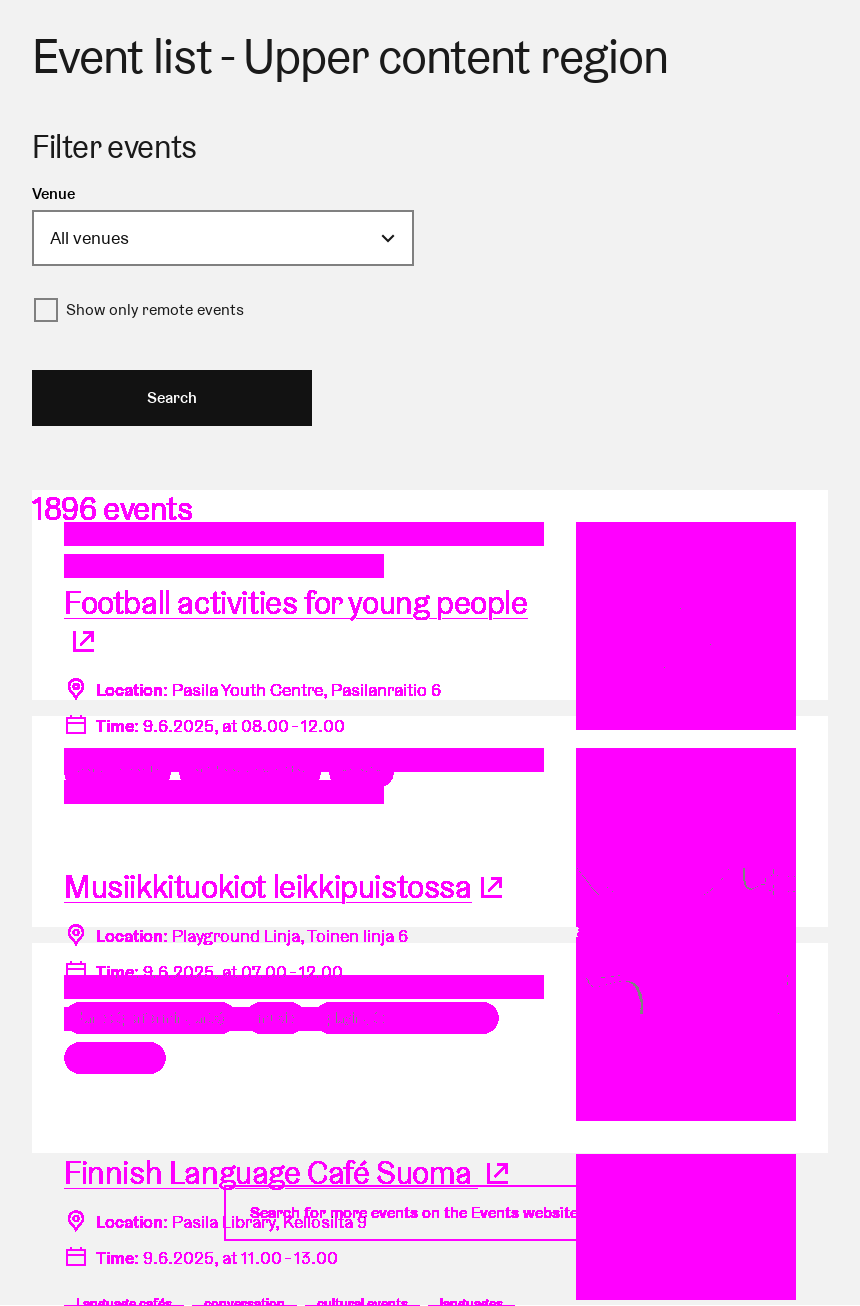 Event list - Upper content region
Filter events
Venue
All venues
Show only remote events
Search
1896 events
Football activities for young people
Location: Pasila Youth Centre, Pasilanraitio 6
Time: 9.6.2025, at 08.00 - 12.00
Musiikkituokiot leikkipuistossa
Location: Playground Linja, Toinen linja 6
Time: 9.6.2025, at 07.00 - 12.00
Finnish Language Café Suoma
Search for more events on the Events website
Location: Pasila Library, Kellosilta 9
Time: 9.6.2025, at 11.00 - 13.00
Language cafés conversation cultural events languages